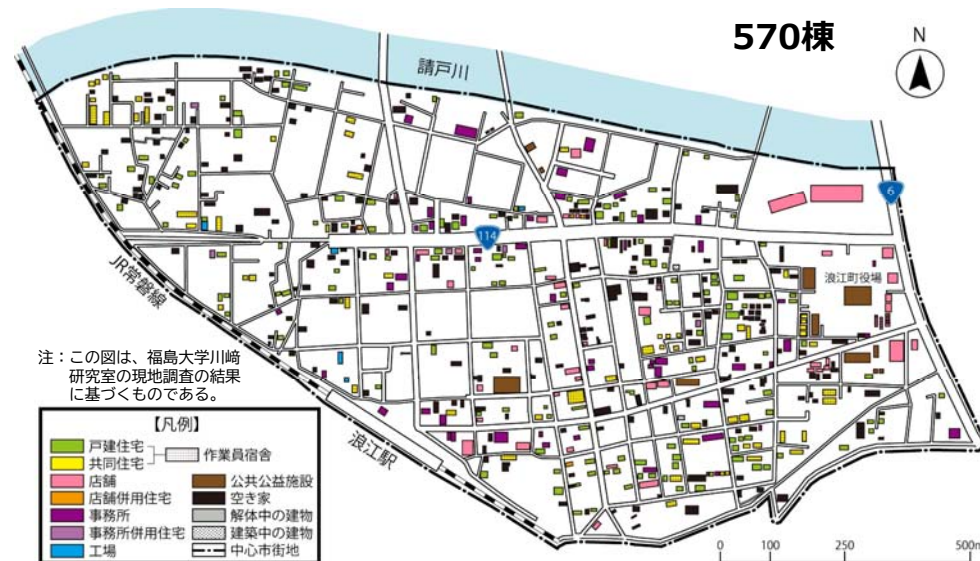 570棟
N
請戸川
6
114
浪江町役場
JR常磐線
浪江駅
注：この図は、福島大学川﨑
研究室の現地調査の結果
に基づくものである。
【凡例】
戸建住宅
共同住宅
作業員宿舎
店舗
公共公益施設
店舗併用住宅
空き家
事務所
解体中の建物
事務所併用住宅
建築中の建物
工場
中心市街地
0 100 250 500m